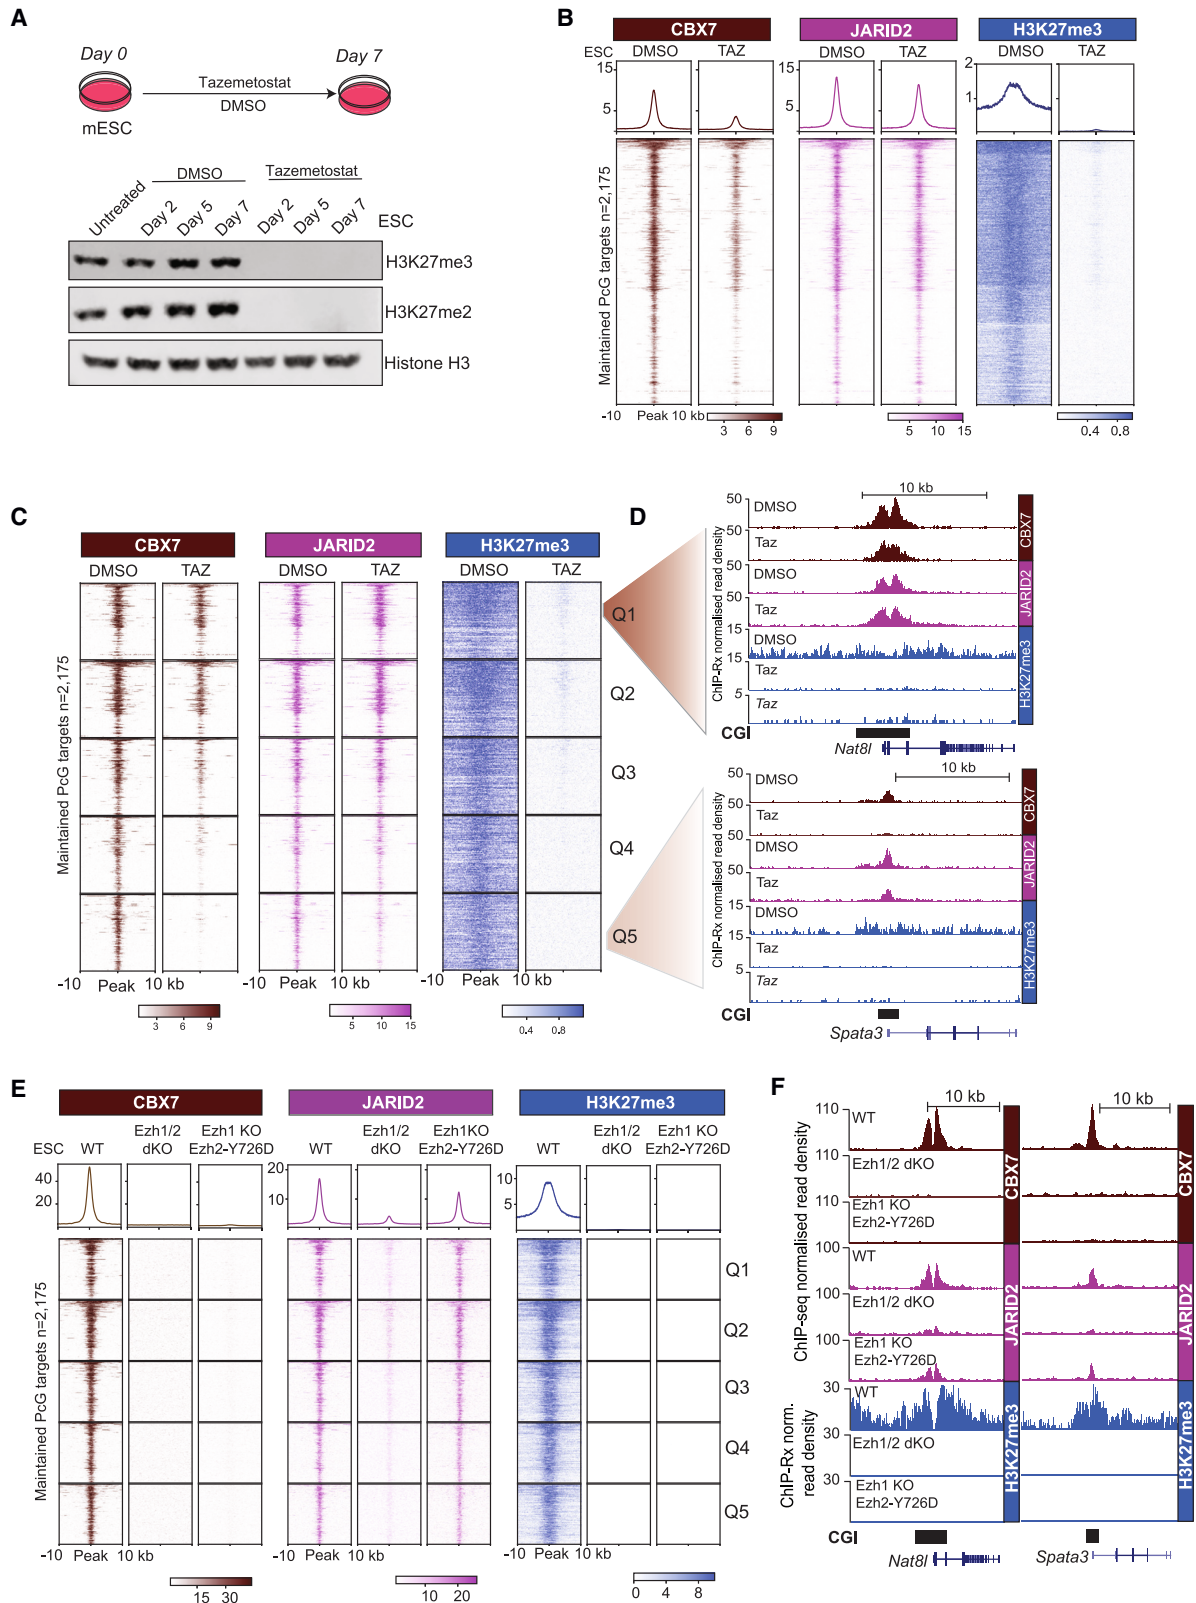 A
Day 0
Day 7
Tazemetostat
DMSO
mESC
DMSO
Tazemetostat
Untreated
Day 2
Day 5
Day 7
Day 2
Day 5
Day 7
ESC
H3K27me3
H3K27me2
Histone H3
B
CBX7
JARID2
H3K27me3
ESC DMSO TAZ DMSO TAZ DMSO TAZ
15
5
15
5
2
1
Maintained PcG targets n=2,175
-10 Peak 10 kb
3 6 9
5 10 15
0.4 0.8
C
CBX7
JARID2
H3K27me3
DMSO TAZ DMSO TAZ DMSO TAZ
Maintained PcG targets n=2,175
Q1
Q2
Q3
Q4
Q5
-10 Peak 10 kb -10 Peak 10 kb -10 Peak 10 kb
3 6 9
5 10 15
0.4 0.8
D
10 kb
ChIP-Rx normalised read density
50 DMSO
50 Taz
50 DMSO
50 Taz
15 DMSO
15 Taz
5 Taz
CBX7
JARID2
H3K27me3
CGI
Nat8l
10 kb
ChIP-Rx normalised read density
50 DMSO
50 Taz
50 DMSO
50 Taz
15 DMSO
15 Taz
5 Taz
CBX7
JARID2
H3K27me3
CGI
Spata3
E
CBX7
JARID2
H3K27me3
ESC WT Ezh1/2 dKO Ezh1 KO Ezh2-Y726D
WT Ezh1/2 dKO Ezh1KO Ezh2-Y726D
WT Ezh1/2 dKO Ezh1 KO Ezh2-Y726D
40
20
20
10
10
5
0
Maintained PcG targets n=2,175
Q1
Q2
Q3
Q4
Q5
-10 Peak 10 kb -10 Peak 10 kb -10 Peak 10 kb
15 30
10 20
0 4 8
F
10 kb
10 kb
ChIP-seq normalised read density
110 WT
110 Ezh1/2 dKO
110 Ezh1 KO
Ezh2-Y726D
100 WT
100 Ezh1/2 dKO
100 Ezh1 KO
Ezh2-Y726D
ChIP-Rx norm.
read density
30 WT
30 Ezh1/2 dKO
30 Ezh1 KO
Ezh2-Y726D
CBX7
JARID2
H3K27me3
CBX7
JARID2
H3K27me3
CGI
Nat8l
Spata3